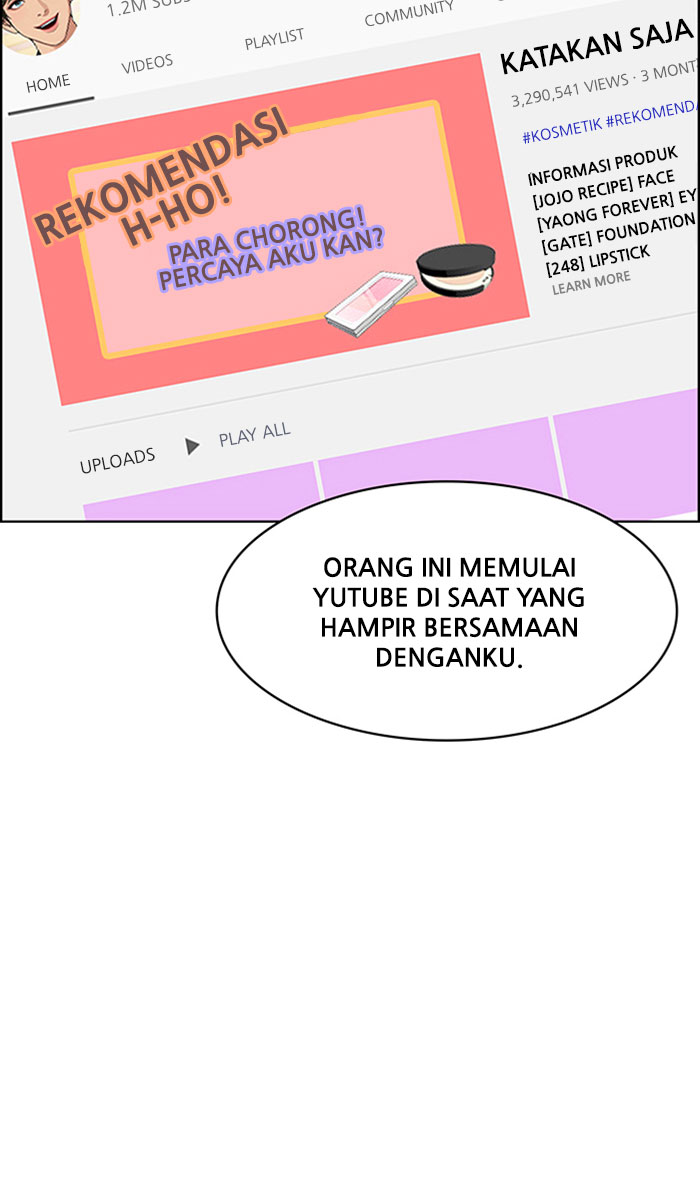 1.2M SUBS
HOME
VIDEOS
PLAYLIST
COMMUNITY
KATAKAN SAJA
3,290,541 VIEWS · 3 MONT
#KOSMETIK #REKOMENDA
INFORMASI PRODUK
[JOJO RECIPE] FACE
[YAONG FOREVER] EY
[GATE] FOUNDATION
[248] LIPSTICK
LEARN MORE
REKOMENDASI
H-HO!
PARA CHORONG!
PERCAYA AKU KAN?
UPLOADS ▶ PLAY ALL
ORANG INI MEMULAI
YUTUBE DI SAAT YANG
HAMPIR BERSAMAAN
DENGANKU.